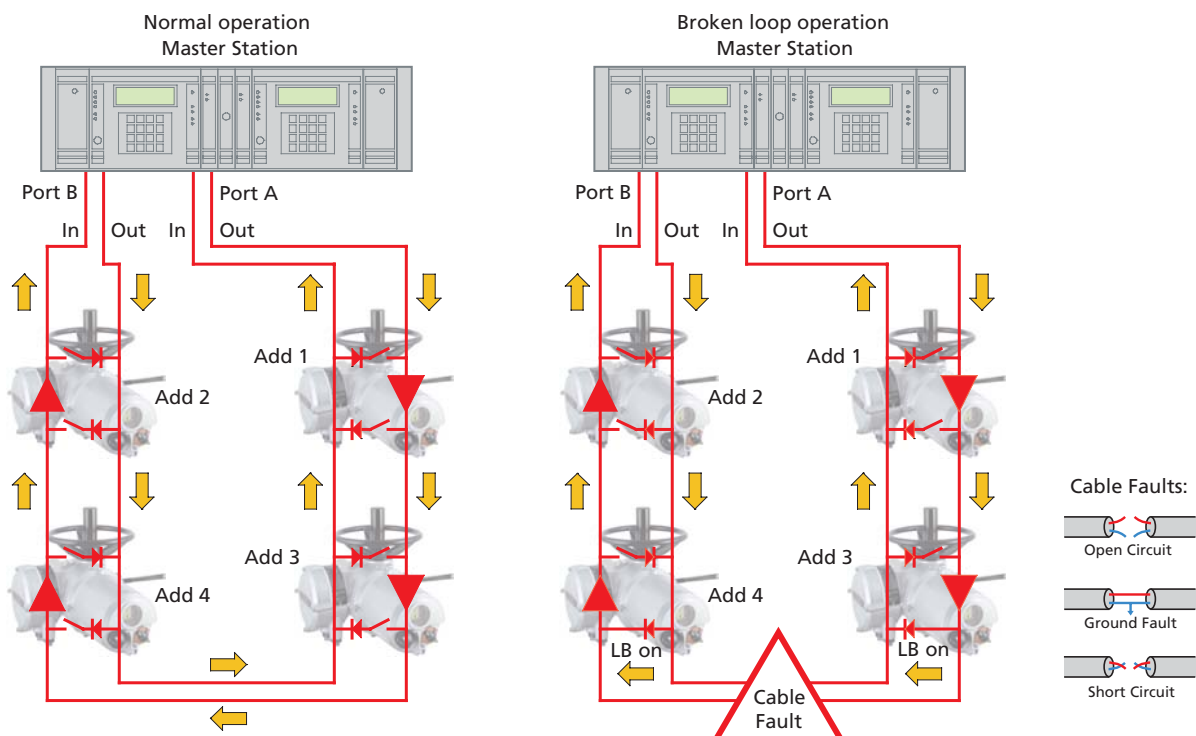 Normal operation
Master Station
Port B
Port A
In
Out
In
Out
Add 1
Add 2
Add 3
Add 4
Broken loop operation
Master Station
Port B
Port A
In
Out
In
Out
Add 1
Add 2
Add 3
Add 4
LB on
LB on
Cable
Fault
Cable Faults:
Open Circuit
Ground Fault
Short Circuit